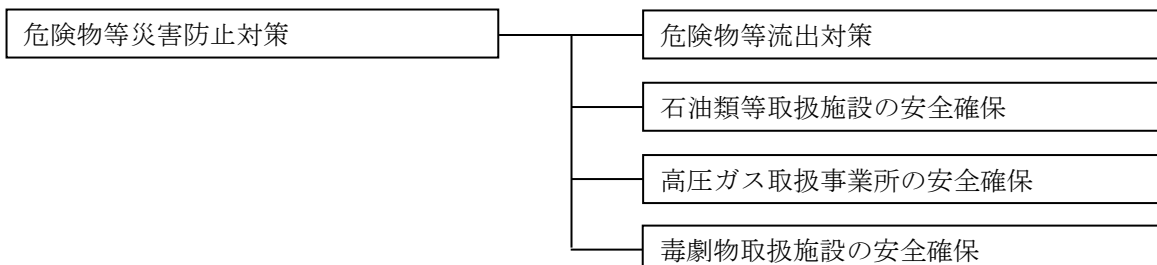 危険物等災害防止対策
危険物等流出対策
石油類等取扱施設の安全確保
高圧ガス取扱事業所の安全確保
毒劇物取扱施設の安全確保